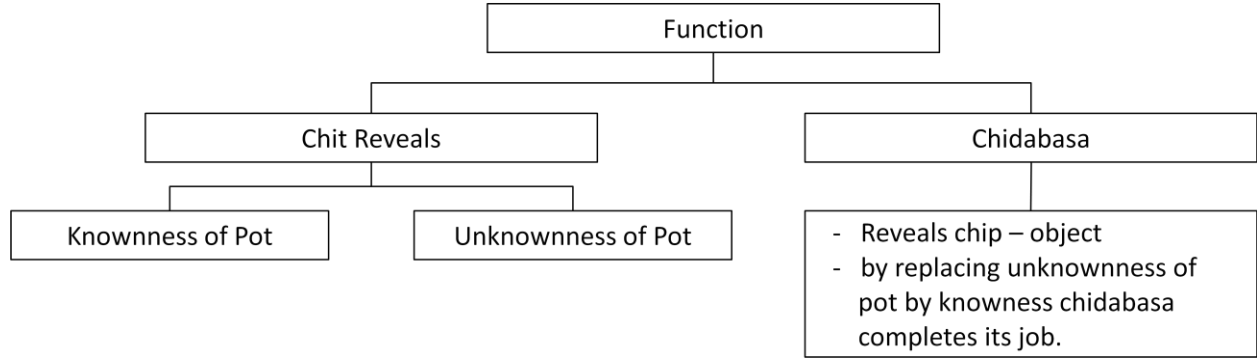 Function
Chit Reveals
Chidabasa
Knownness of Pot
Unknownness of Pot
- Reveals chip – object
- by replacing unknownness of
pot by knowness chidabasa
completes its job.